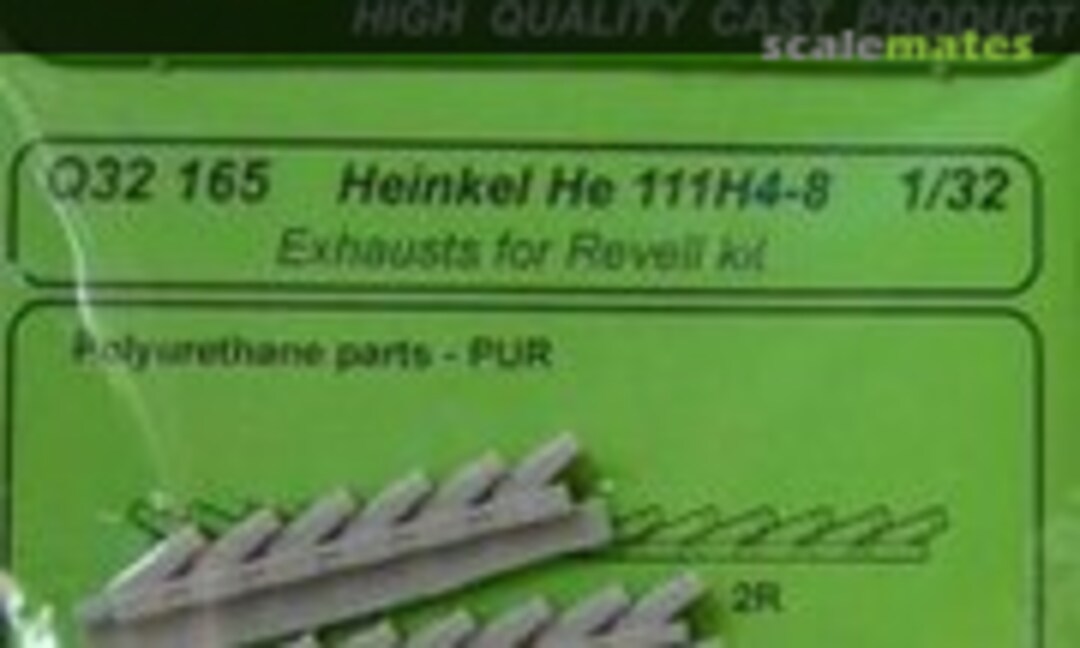 HIGH QUALITY CAST PRODUCT
scalemates
Q32 165 Heinkel He 111H4-8 1/32
Exhausts for Revell kit
Polyurethane parts - PUR
2R